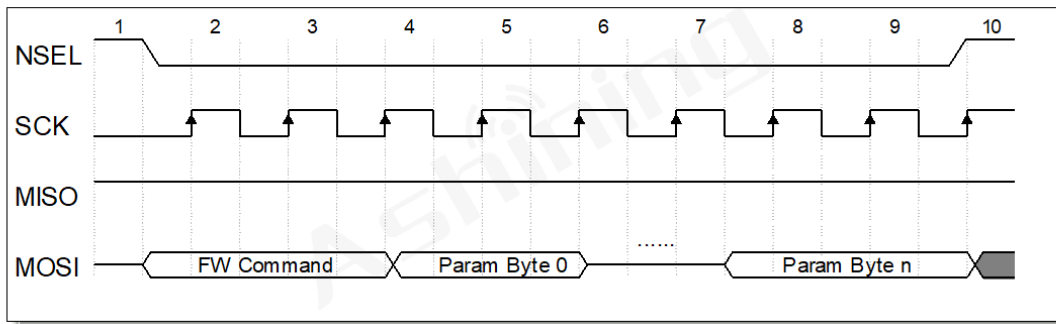 1 2 3 4 5 6 7 8 9 10
NSEL
SCK
MISO
MOSI FW Command Param Byte 0 ...... Param Byte n
Ashining